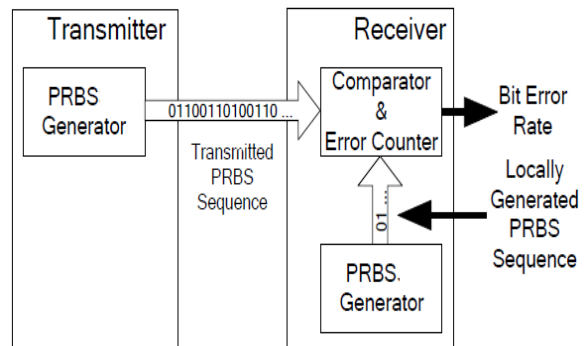 Transmitter
Receiver
PRBS
Generator
01100110100110 ...
Transmitted
PRBS
Sequence
Comparator
&
Error Counter
Bit Error
Rate
Locally
Generated
PRBS
Sequence
01 ...
PRBS.
Generator